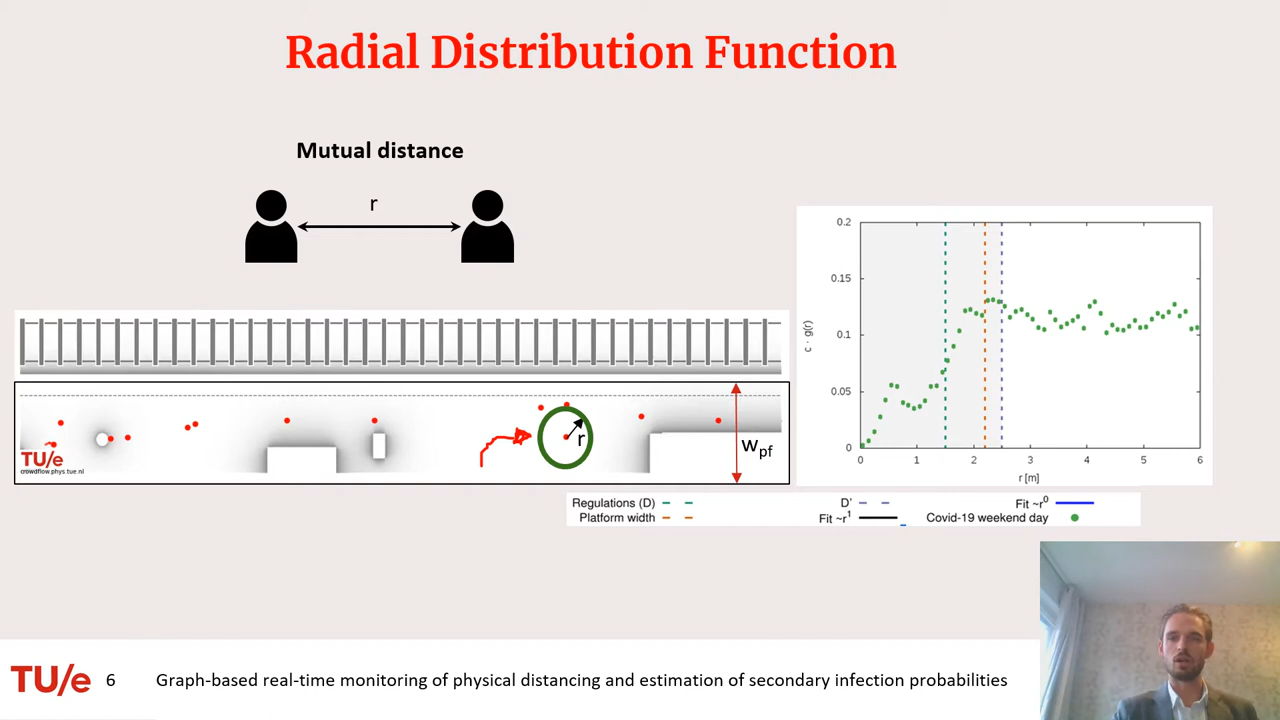 Radial Distribution Function
Mutual distance
r
r
w_pf
TU/e
crowdflow.phys.tue.nl
0.2
0.15
0.1
0.05
0
c · g(r)
0 1 2 3 4 5 6
r [m]
Regulations (D) D' Fit ~r^0
Platform width Fit ~r^1 Covid-19 weekend day
TU/e 6 Graph-based real-time monitoring of physical distancing and estimation of secondary infection probabilities